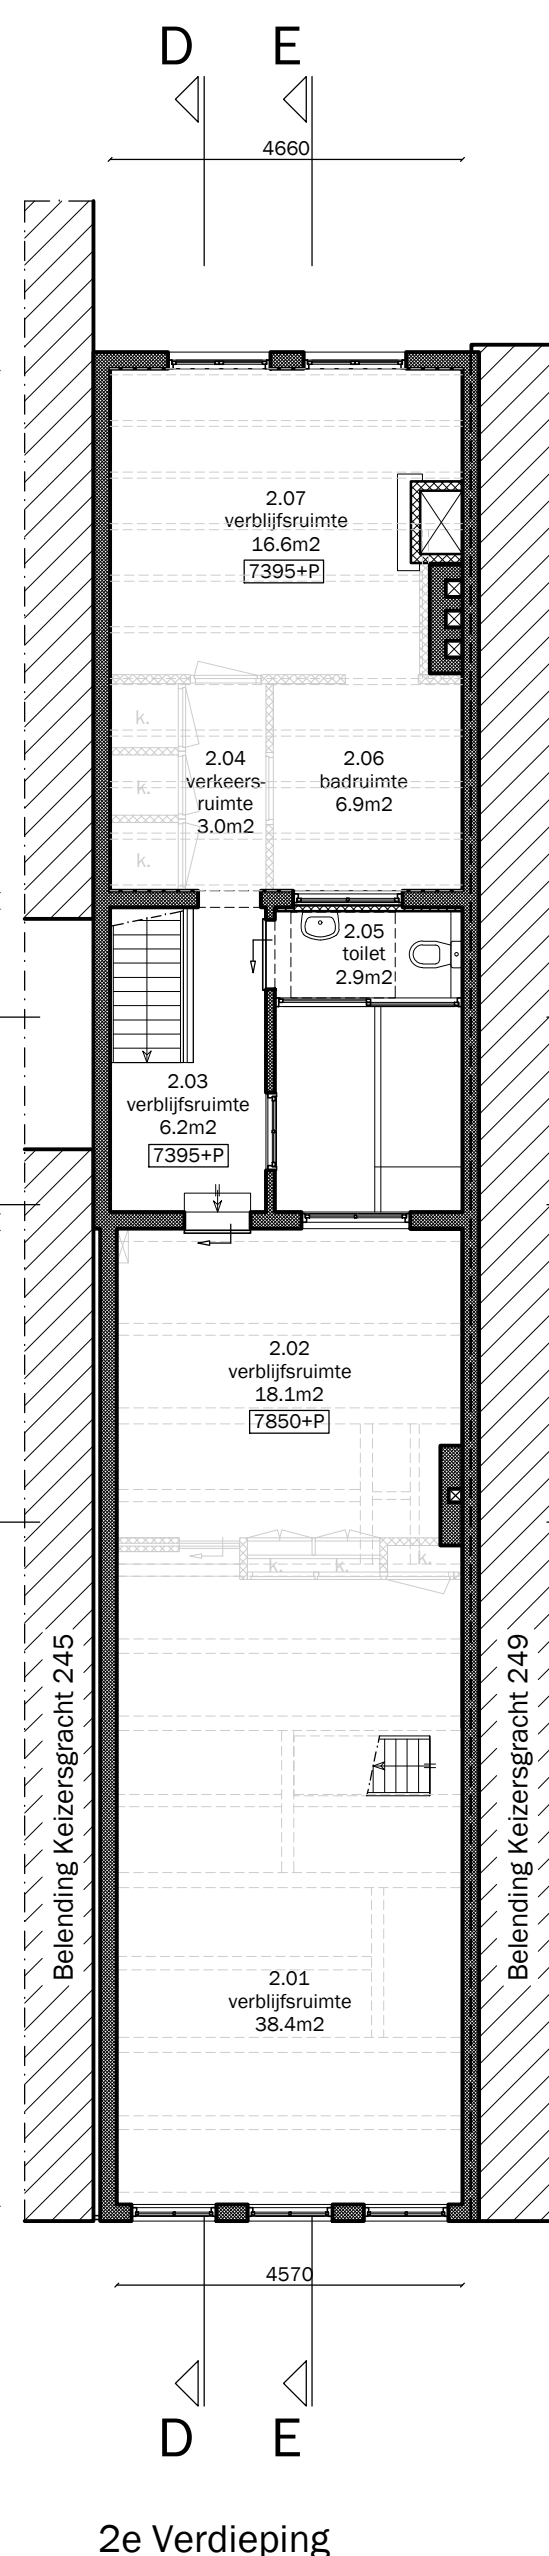 D E
4660
2.07
verblijfsruimte
16.6m2
7395+P
k.
k.
k.
2.04
verkeers-
ruimte
3.0m2
2.06
badruimte
6.9m2
2.05
toilet
2.9m2
2.03
verblijfsruimte
6.2m2
7395+P
2.02
verblijfsruimte
18.1m2
7850+P
k. k. k.
Belending Keizersgracht 245
Belending Keizersgracht 249
2.01
verblijfsruimte
38.4m2
4570
D E
2e Verdieping